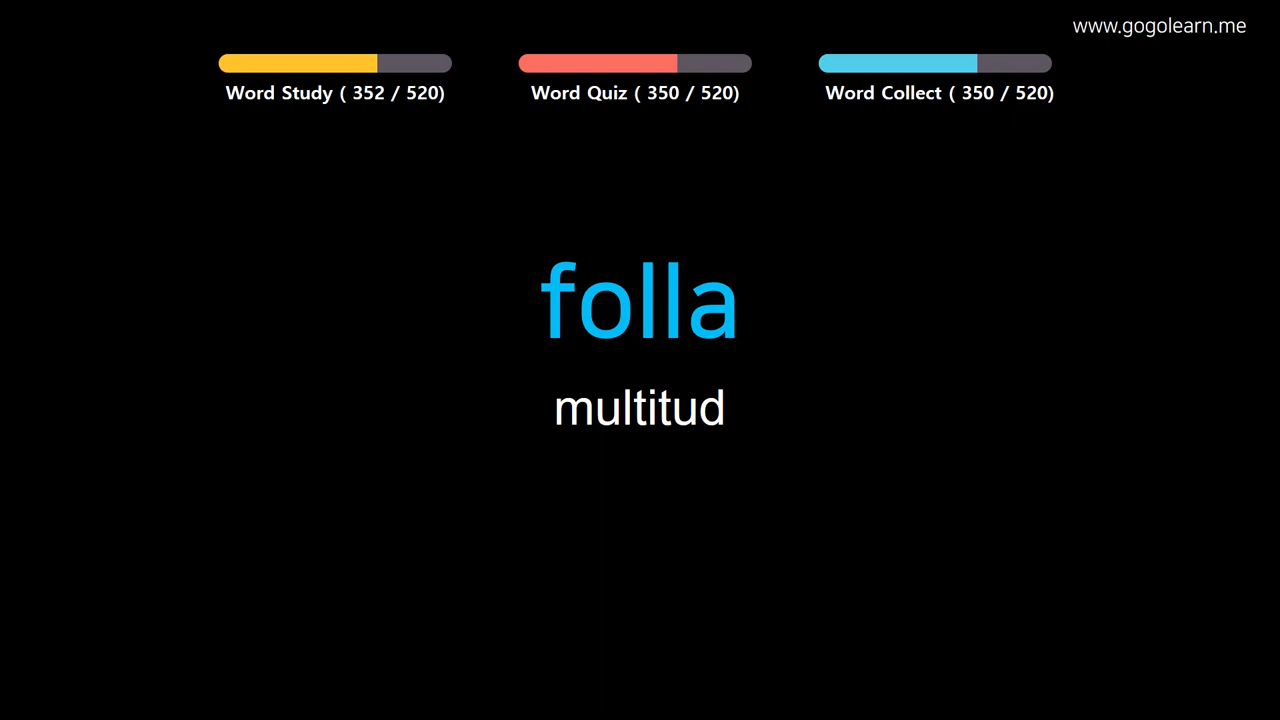 www.gogolearn.me
Word Study ( 352 / 520)
Word Quiz ( 350 / 520)
Word Collect ( 350 / 520)
folla
multitud